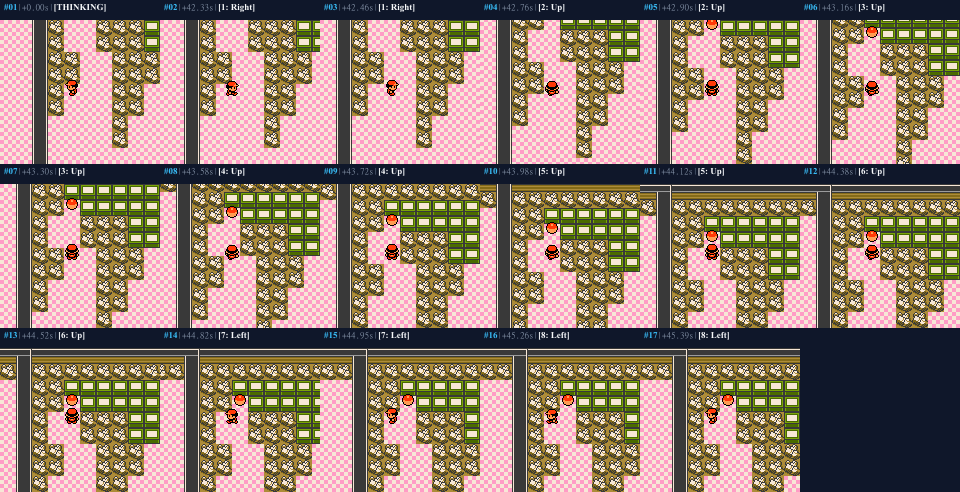 #01|+0.00s|[THINKING]
#02|+42.33s|[1: Right]
#03|+42.46s|[1: Right]
#04|+42.76s|[2: Up]
#05|+42.90s|[2: Up]
#06|+43.16s|[3: Up]
#07|+43.30s|[3: Up]
#08|+43.58s|[4: Up]
#09|+43.72s|[4: Up]
#10|+43.98s|[5: Up]
#11|+44.12s|[5: Up]
#12|+44.38s|[6: Up]
#13|+44.52s|[6: Up]
#14|+44.82s|[7: Left]
#15|+44.95s|[7: Left]
#16|+45.26s|[8: Left]
#17|+45.39s|[8: Left]